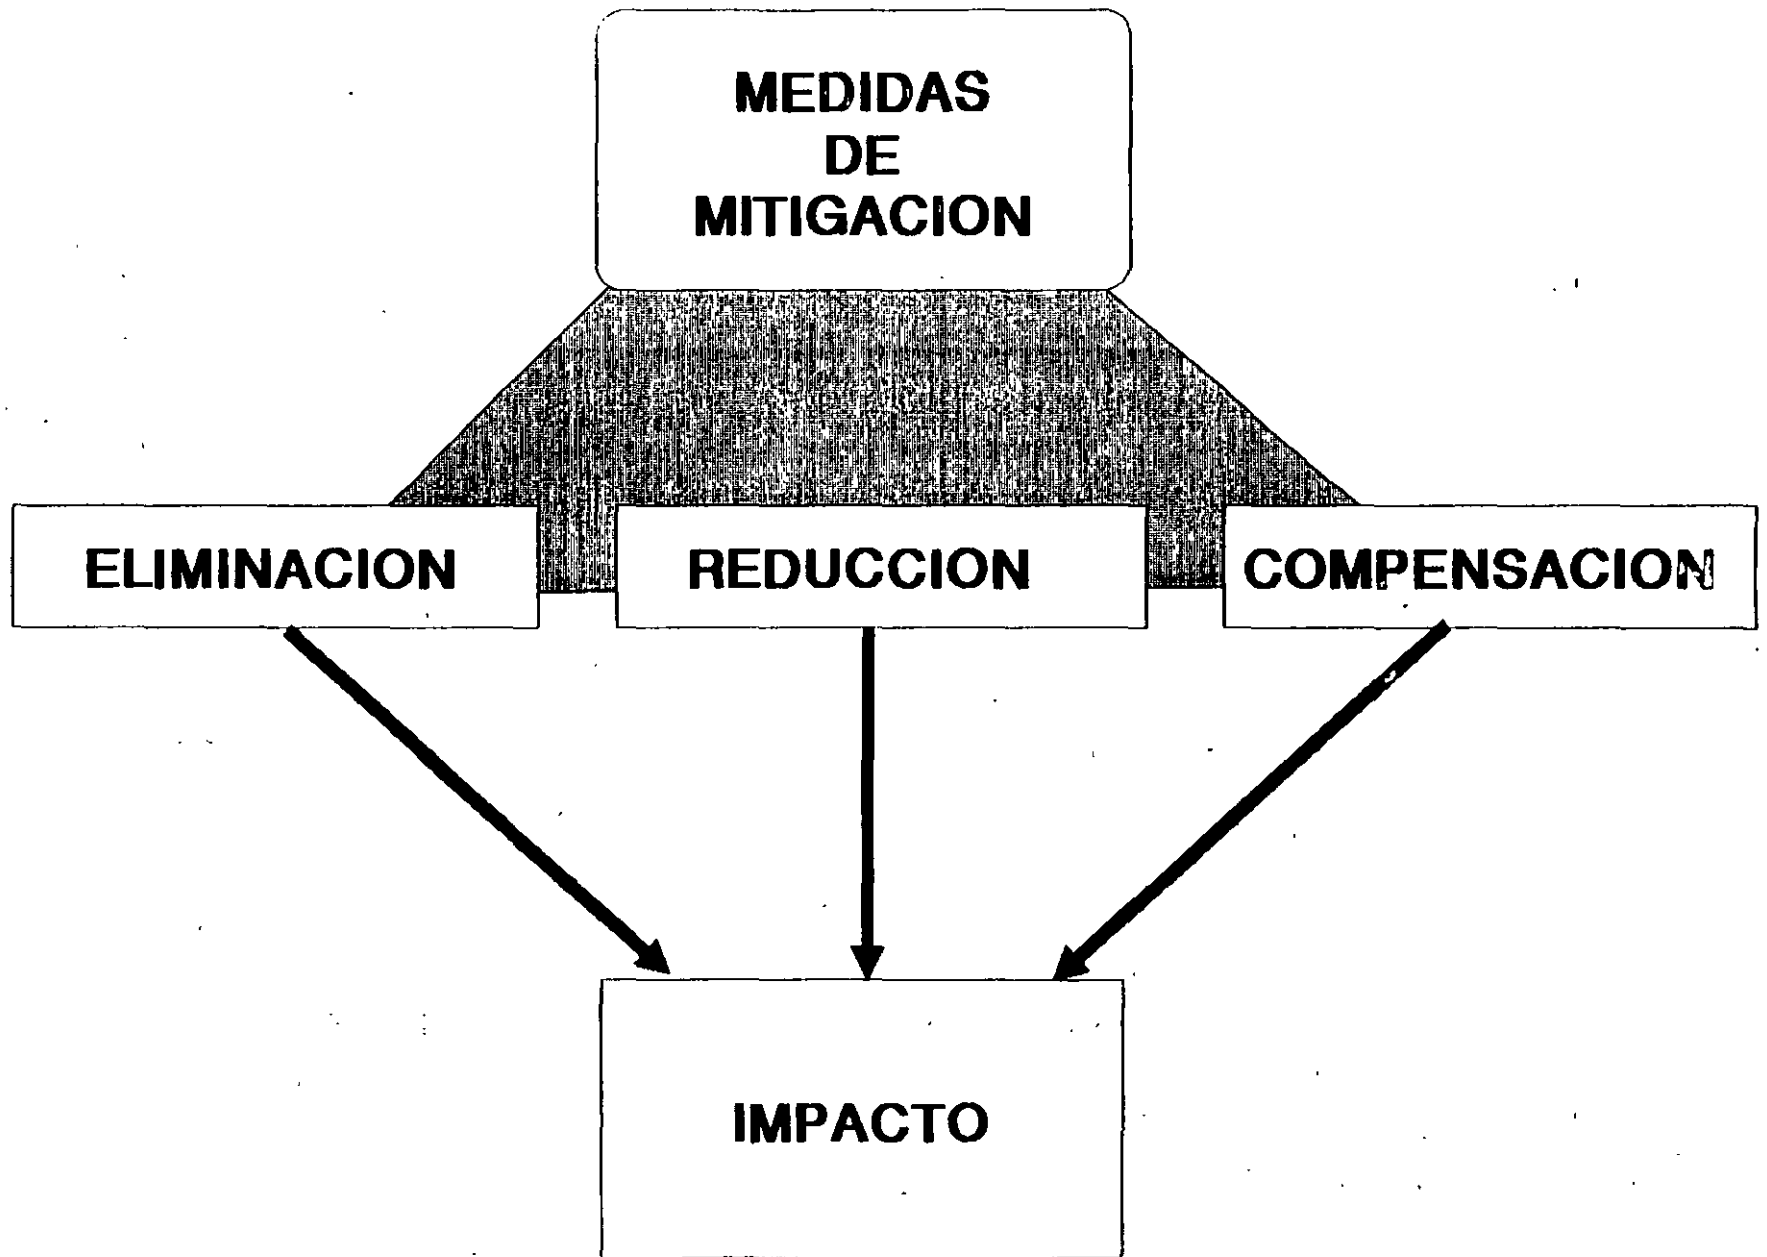 MEDIDAS
DE
MITIGACION
ELIMINACION
REDUCCION
COMPENSACION
IMPACTO